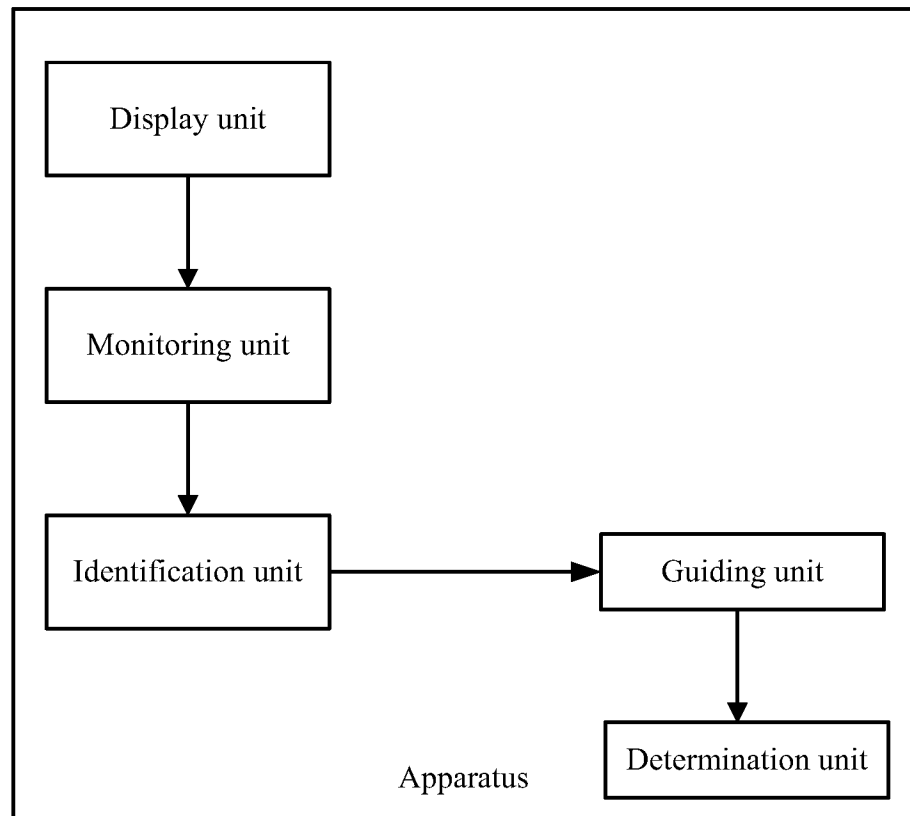 Display unit
Monitoring unit
Identification unit
Guiding unit
Determination unit
Apparatus